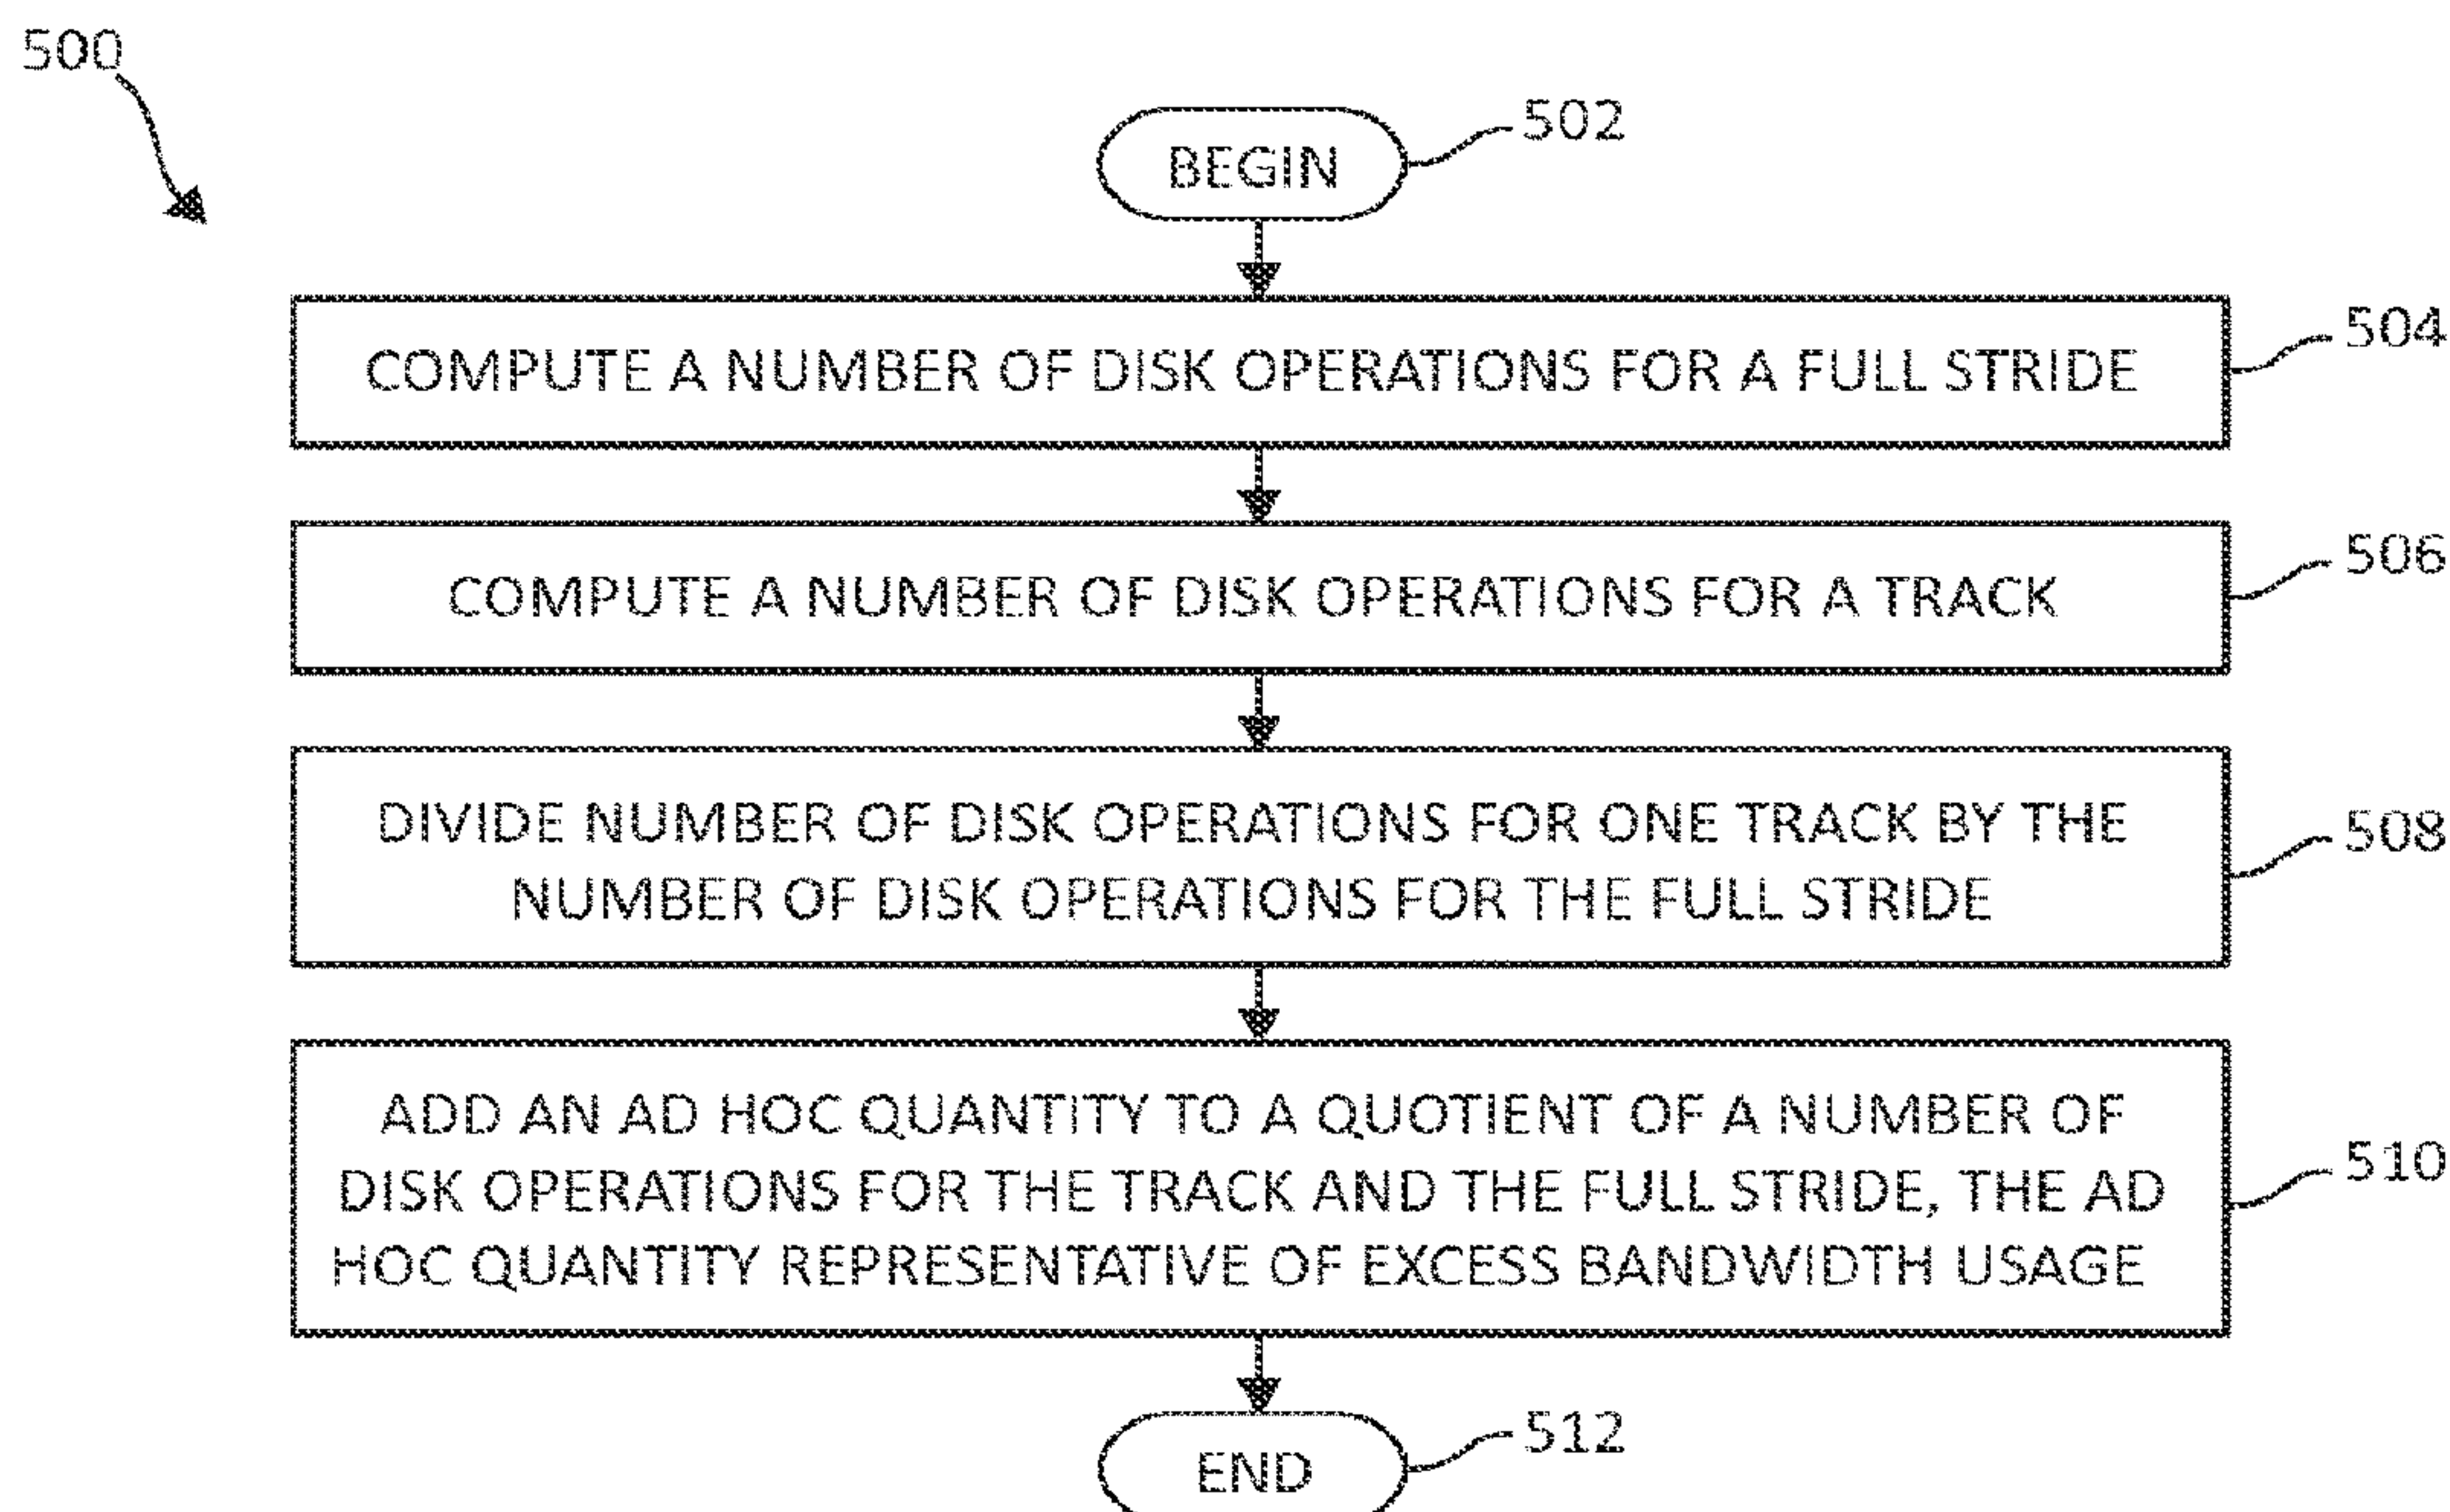 500
BEGIN
502
COMPUTE A NUMBER OF DISK OPERATIONS FOR A FULL STRIDE
504
COMPUTE A NUMBER OF DISK OPERATIONS FOR A TRACK
506
DIVIDE NUMBER OF DISK OPERATIONS FOR ONE TRACK BY THE
NUMBER OF DISK OPERATIONS FOR THE FULL STRIDE
508
ADD AN AD HOC QUANTITY TO A QUOTIENT OF A NUMBER OF
DISK OPERATIONS FOR THE TRACK AND THE FULL STRIDE, THE AD
HOC QUANTITY REPRESENTATIVE OF EXCESS BANDWIDTH USAGE
510
END
512